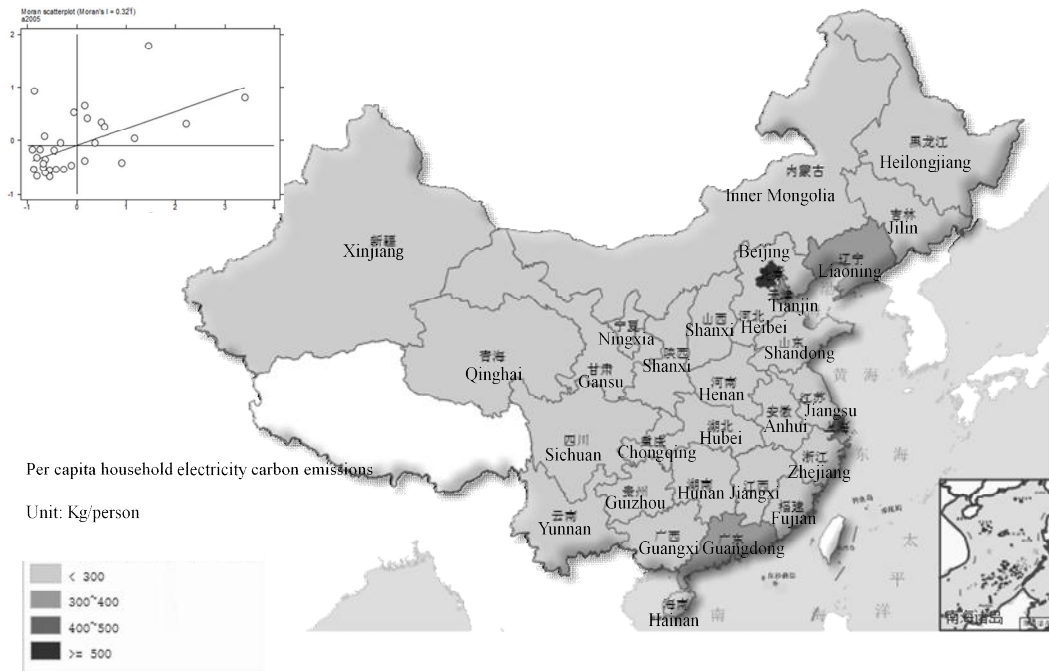 Moran scatterplot (Moran's I = 0.321)
a2005
2
1
0
-1
-1
0
1
2
3
4
黑龙江
Heilongjiang
内蒙古
Inner Mongolia
吉林
Jilin
新疆
Xinjiang
Beijing
辽宁
Liaoning
天津
Tianjin
宁夏
Ningxia
山西
Shanxi
河北
Heibei
山东
Shandong
青海
Qinghai
甘肃
Gansu
陕西
Shanxi
河南
Henan
黄 海
江苏
Jiangsu
安徽
Anhui
上海
湖北
Hubei
四川
Sichuan
重庆
Chongqing
浙江
Zhejiang
东 海
Per capita household electricity carbon emissions
贵州
Guizhou
湖南
Hunan
江西
Jiangxi
福建
Fujian
Unit: Kg/person
云南
Yunnan
广西
Guangxi
广东
Guangdong
太
平
洋
海南
Hainan
南 海
南海诸岛
< 300
300~400
400~500
>= 500